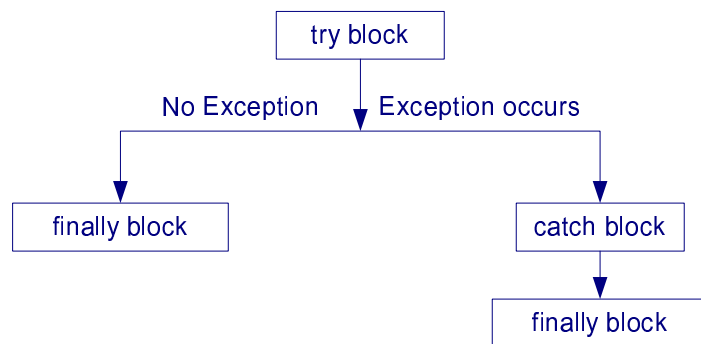 try block
No Exception
Exception occurs
finally block
catch block
finally block